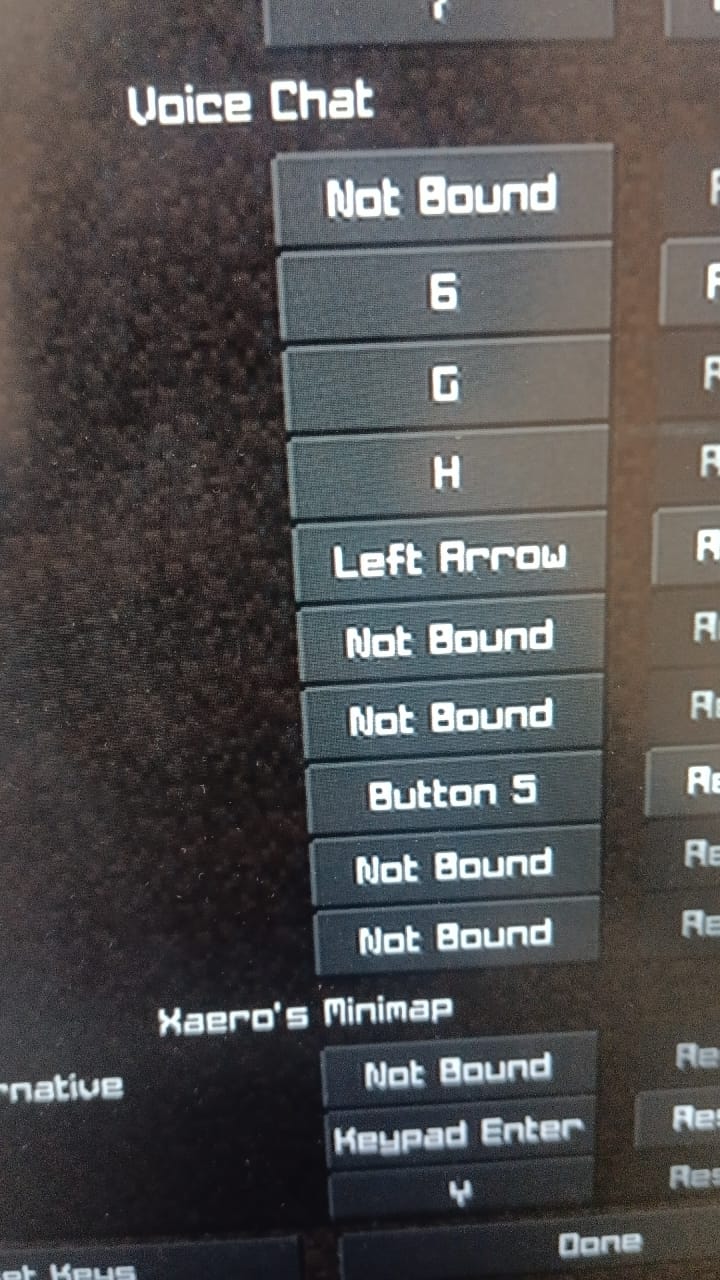 Voice Chat
Not Bound
6
G
H
Left Arrow
Not Bound
Not Bound
Button 5
Not Bound
Not Bound
Xaero's Minimap
Not Bound
Keypad Enter
Y
Done
Keys